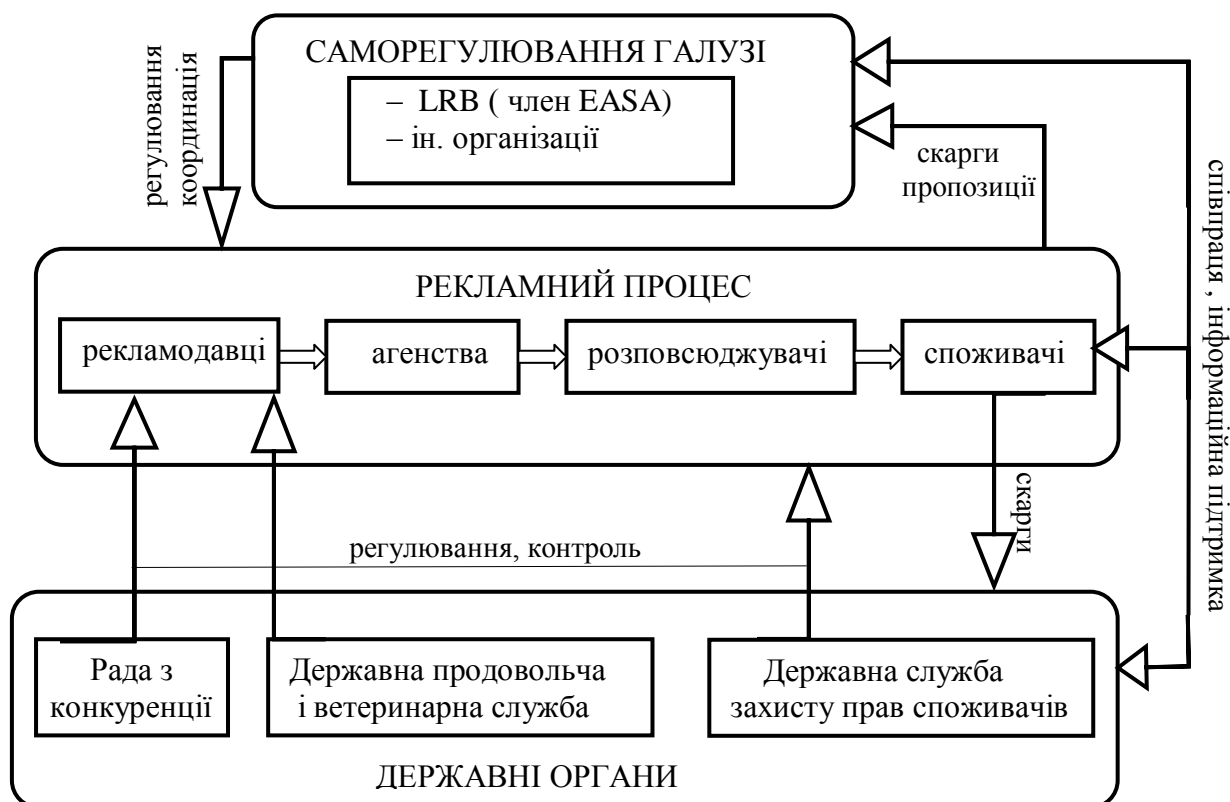 САМОРЕГУЛЮВАННЯ ГАЛУЗІ
– LRB ( член EASA)
– ін. організації
регулювання
координація
скарги
пропозиції
співпраця , інформаційна підтримка
РЕКЛАМНИЙ ПРОЦЕС
рекламодавці
агенства
розповсюджувачі
споживачі
скарги
регулювання, контроль
Рада з
конкуренції
Державна продовольча
і ветеринарна служба
Державна служба
захисту прав споживачів
ДЕРЖАВНІ ОРГАНИ